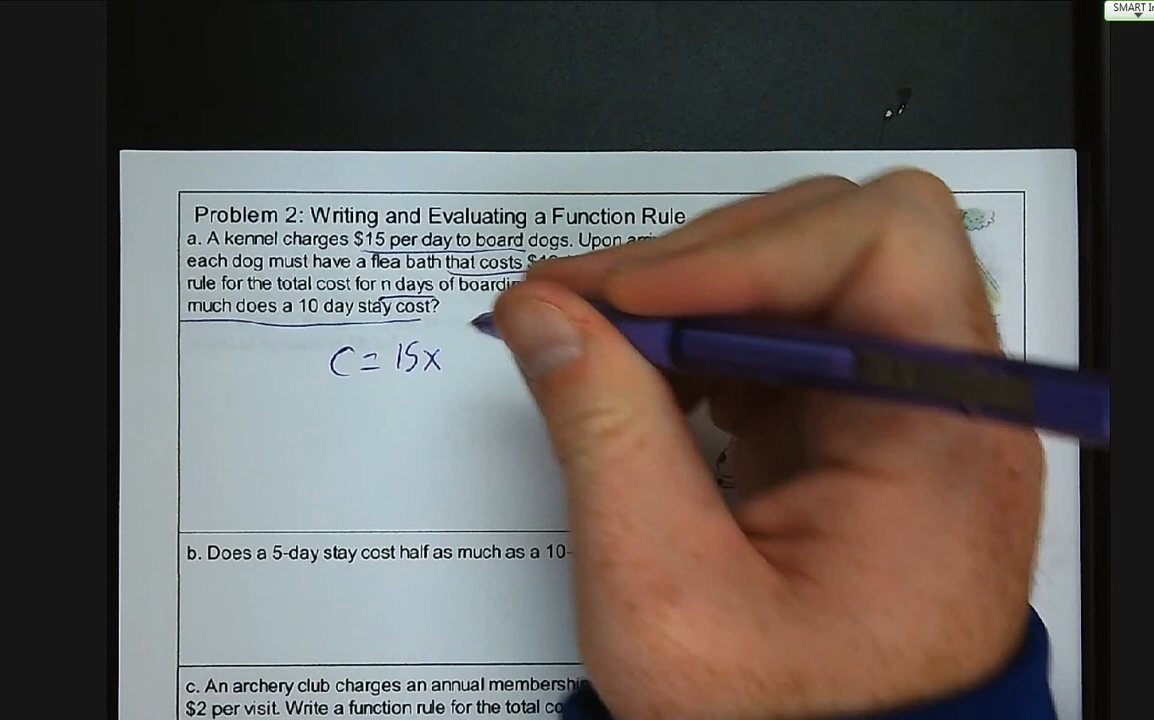 SMART
Problem 2: Writing and Evaluating a Function Rule
a. A kennel charges $15 per day to board dogs. Upon
each dog must have a flea bath that costs
rule for the total cost for n days of
much does a 10 day stay cost?
C = 15x
b. Does a 5-day stay cost half as much as a 10-
c. An archery club charges an annual
$2 per visit. Write a function rule for the total